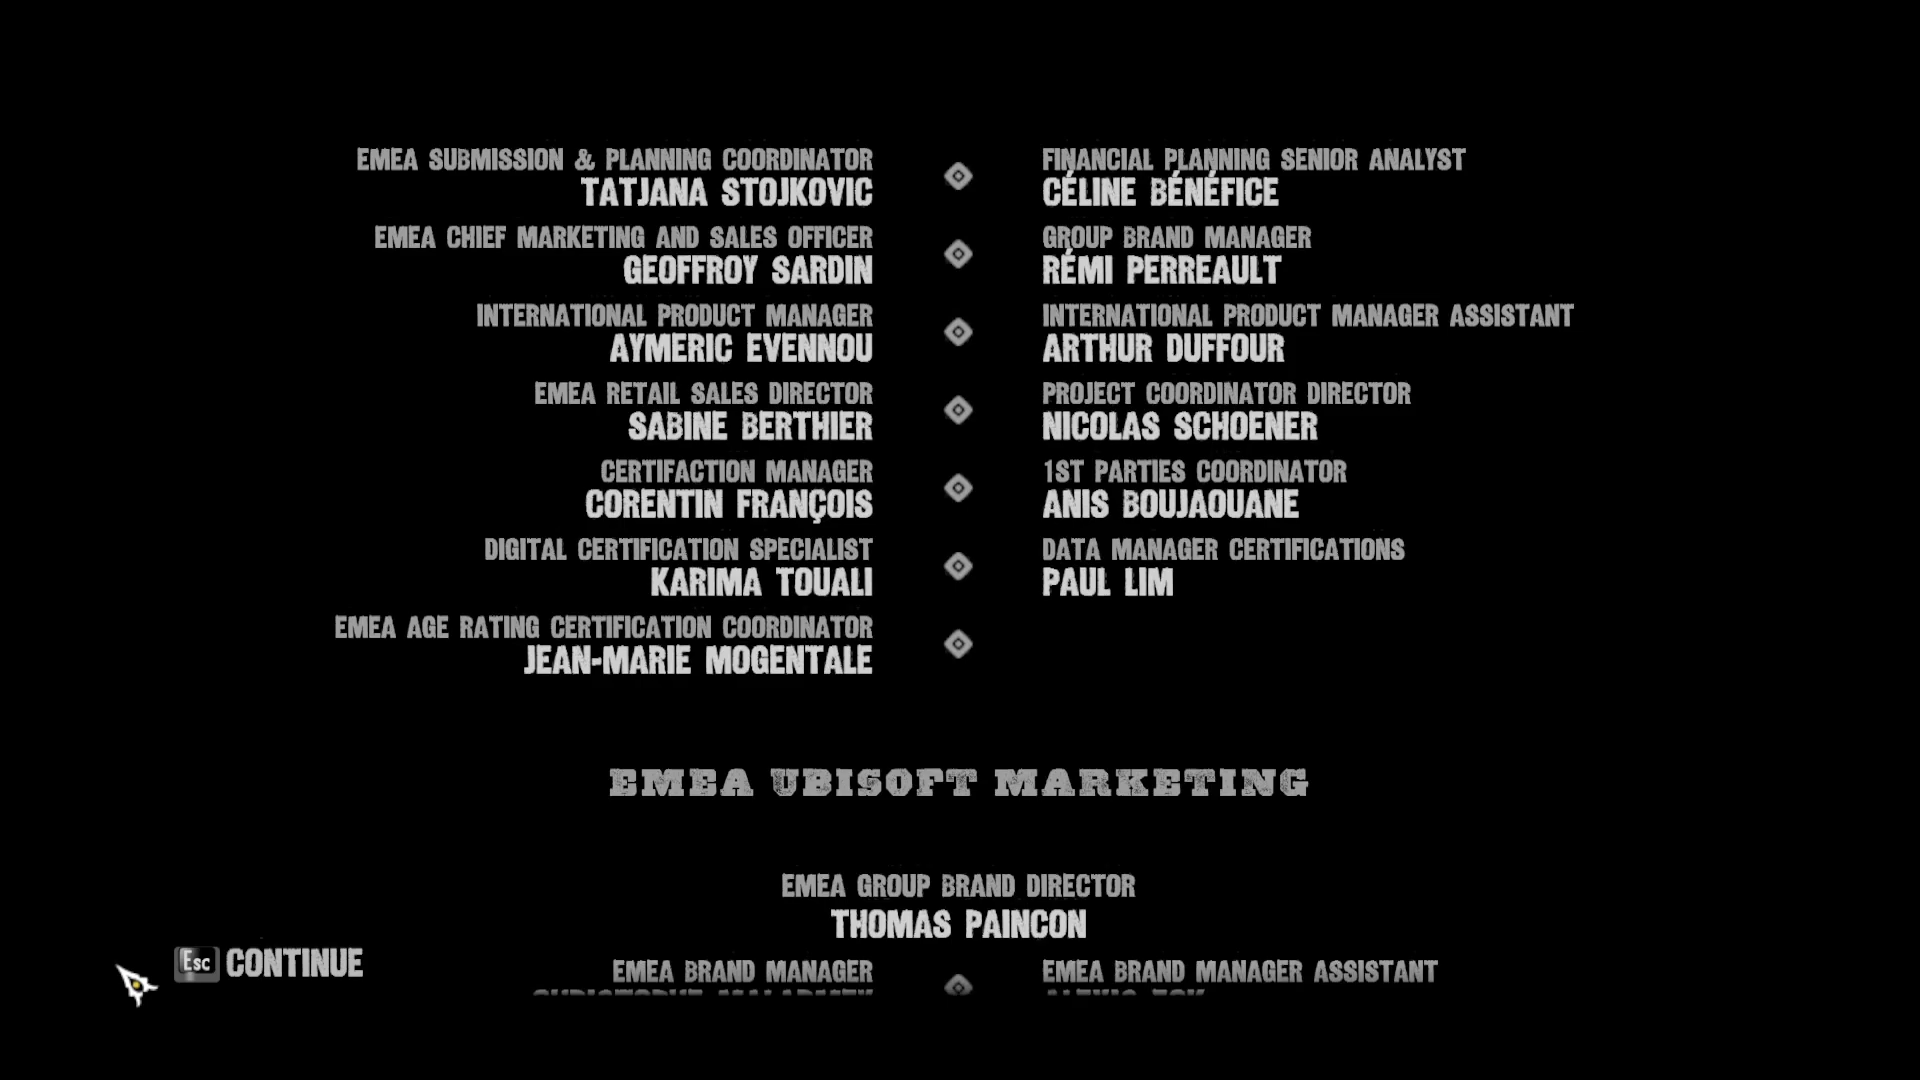 EMEA SUBMISSION & PLANNING COORDINATOR
TATJANA STOJKOVIC
FINANCIAL PLANNING SENIOR ANALYST
CÉLINE BÉNÉFICE
EMEA CHIEF MARKETING AND SALES OFFICER
GEOFFROY SARDIN
GROUP BRAND MANAGER
RÉMI PERREAULT
INTERNATIONAL PRODUCT MANAGER
AYMERIC EVENNOU
INTERNATIONAL PRODUCT MANAGER ASSISTANT
ARTHUR DUFFOUR
EMEA RETAIL SALES DIRECTOR
SABINE BERTHIER
PROJECT COORDINATOR DIRECTOR
NICOLAS SCHOENER
CERTIFACTION MANAGER
CORENTIN FRANÇOIS
1ST PARTIES COORDINATOR
ANIS BOUJAOUANE
DIGITAL CERTIFICATION SPECIALIST
KARIMA TOUALI
DATA MANAGER CERTIFICATIONS
PAUL LIM
EMEA AGE RATING CERTIFICATION COORDINATOR
JEAN-MARIE MOGENTALE
EMEA UBISOFT MARKETING
EMEA GROUP BRAND DIRECTOR
THOMAS PAINCON
EMEA BRAND MANAGER
EMEA BRAND MANAGER ASSISTANT
Esc CONTINUE